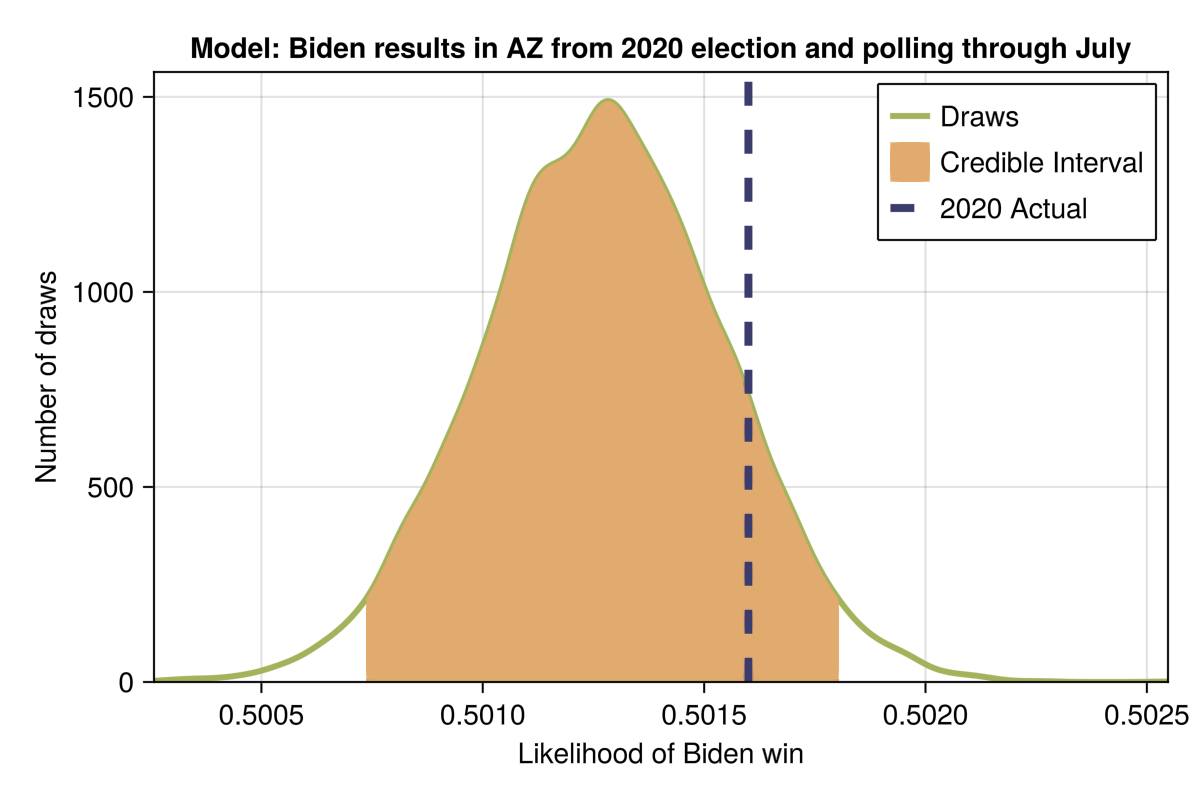 Model: Biden results in AZ from 2020 election and polling through July
Draws
Credible Interval
2020 Actual
Number of draws
1500
1000
500
0
0.5005 0.5010 0.5015 0.5020 0.5025
Likelihood of Biden win